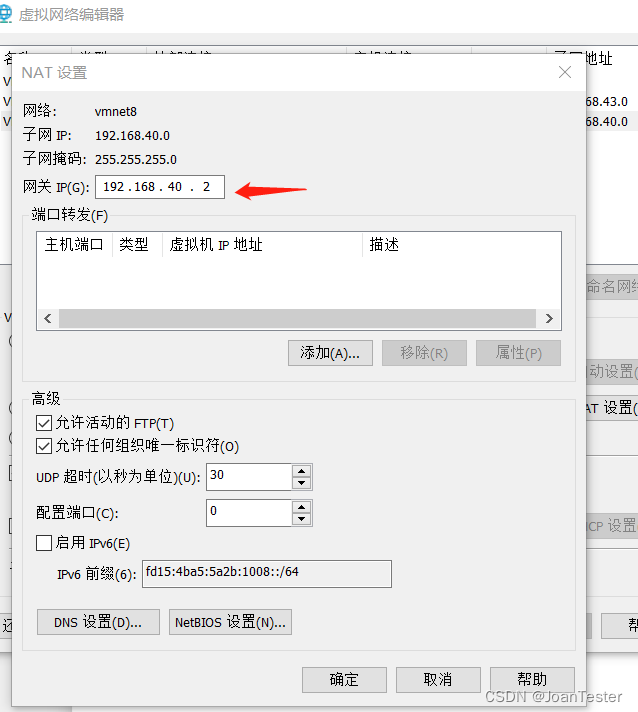 虚拟网络编辑器
地址
NAT 设置
V
网络: vmnet8
V 68.43.0
子网 IP: 192.168.40.0
V 68.40.0
子网掩码: 255.255.255.0
网关 IP(G): 192 . 168 . 40 . 2
端口转发(F)
主机端口 类型 虚拟机 IP 地址 描述
命名网络
V
添加(A)... 移除(R) 属性(P)
动设置(
高级
AT 设置(
允许活动的 FTP(T)
允许任何组织唯一标识符(O)
UDP 超时(以秒为单位)(U): 30
配置端口(C): 0
CP 设置
启用 IPv6(E)
IPv6 前缀(6): fd15:4ba5:5a2b:1008::/64
还
DNS 设置(D)... NetBIOS 设置(N)...
帮
确定 取消 帮助
CSDN @JoanTester